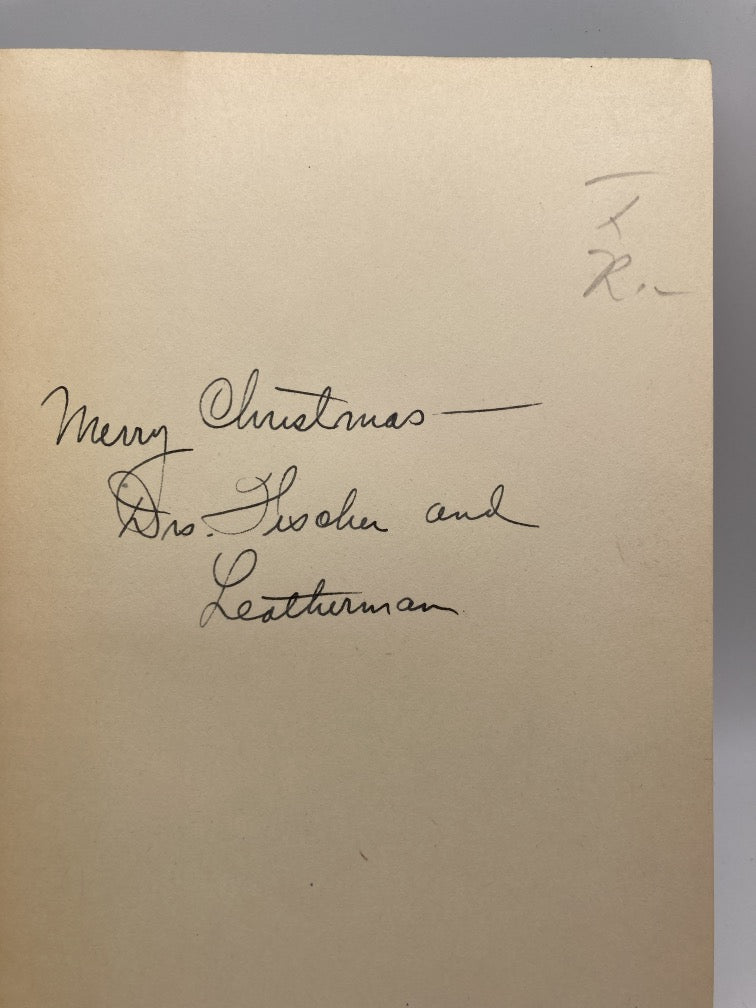 Merry Christmas —
Drs. Fischer and
Leatherman